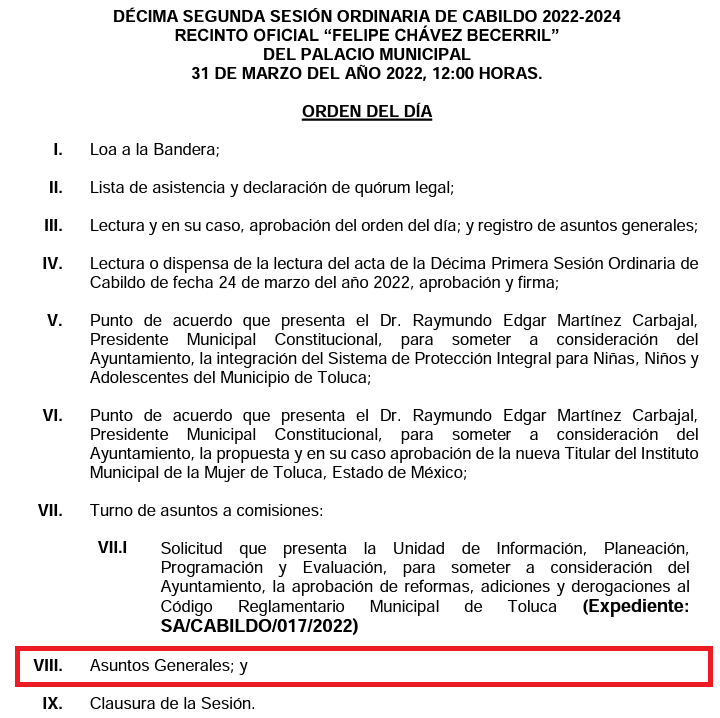 DÉCIMA SEGUNDA SESIÓN ORDINARIA DE CABILDO 2022-2024
RECINTO OFICIAL “FELIPE CHÁVEZ BECERRIL”
DEL PALACIO MUNICIPAL
31 DE MARZO DEL AÑO 2022, 12:00 HORAS.
ORDEN DEL DÍA
I. Loa a la Bandera;
II. Lista de asistencia y declaración de quórum legal;
III. Lectura y en su caso, aprobación del orden del día; y registro de asuntos generales;
IV. Lectura o dispensa de la lectura del acta de la Décima Primera Sesión Ordinaria de
Cabildo de fecha 24 de marzo del año 2022, aprobación y firma;
V. Punto de acuerdo que presenta el Dr. Raymundo Edgar Martínez Carbajal,
Presidente Municipal Constitucional, para someter a consideración del
Ayuntamiento, la integración del Sistema de Protección Integral para Niñas, Niños y
Adolescentes del Municipio de Toluca;
VI. Punto de acuerdo que presenta el Dr. Raymundo Edgar Martínez Carbajal,
Presidente Municipal Constitucional, para someter a consideración del
Ayuntamiento, la propuesta y en su caso aprobación de la nueva Titular del Instituto
Municipal de la Mujer de Toluca, Estado de México;
VII. Turno de asuntos a comisiones:
VII.I Solicitud que presenta la Unidad de Información, Planeación,
Programación y Evaluación, para someter a consideración del
Ayuntamiento, la aprobación de reformas, adiciones y derogaciones al
Código Reglamentario Municipal de Toluca (Expediente:
SA/CABILDO/017/2022)
VIII. Asuntos Generales; y
IX. Clausura de la Sesión.